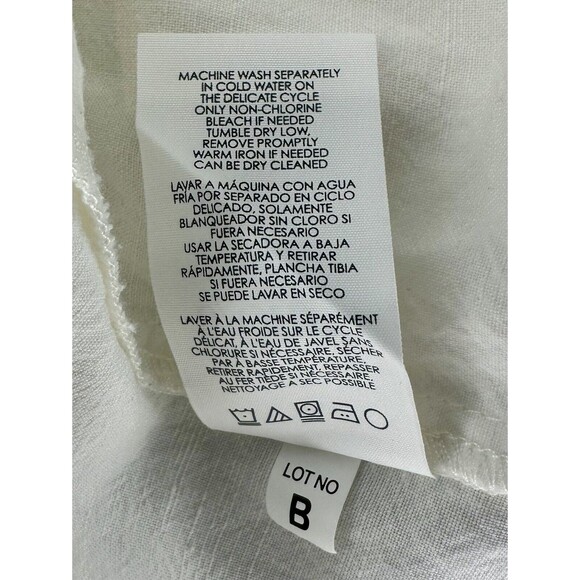 MACHINE WASH SEPARATELY
IN COLD WATER ON
THE DELICATE CYCLE
ONLY NON-CHLORINE
BLEACH IF NEEDED
TUMBLE DRY LOW,
REMOVE PROMPTLY
WARM IRON IF NEEDED
CAN BE DRY CLEANED
LAVAR A MÁQUINA CON AGUA
FRÍA POR SEPARADO EN CICLO
DELICADO, SOLAMENTE
BLANQUEADOR SIN CLORO SI
FUERA NECESARIO
USAR LA SECADORA A BAJA
TEMPERATURA Y RETIRAR
RÁPIDAMENTE, PLANCHA TIBIA
SI FUERA NECESARIO
SE PUEDE LAVAR EN SECO
LAVER À LA MACHINE SÉPARÉMENT
À L'EAU FROIDE SUR LE CYCLE
DÉLICAT, À L'EAU DE JAVEL SANS
CHLORURE SI NÉCESSAIRE, SÉCHER
PAR À BASSE TEMPÉRATURE,
RETIRER RAPIDEMENT, REPASSER
AU FER TIÈDE SI NÉCESSAIRE,
NETTOYAGE A SEC POSSIBLE
LOT NO
B